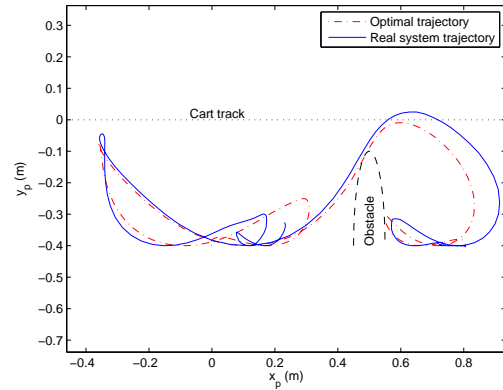 Optimal trajectory
Real system trajectory
0.3
0.2
0.1
0
−0.1
−0.2
−0.3
−0.4
−0.5
−0.6
−0.7
y_p (m)
Cart track
Obstacle
−0.4 −0.2 0 0.2 0.4 0.6 0.8
x_p (m)